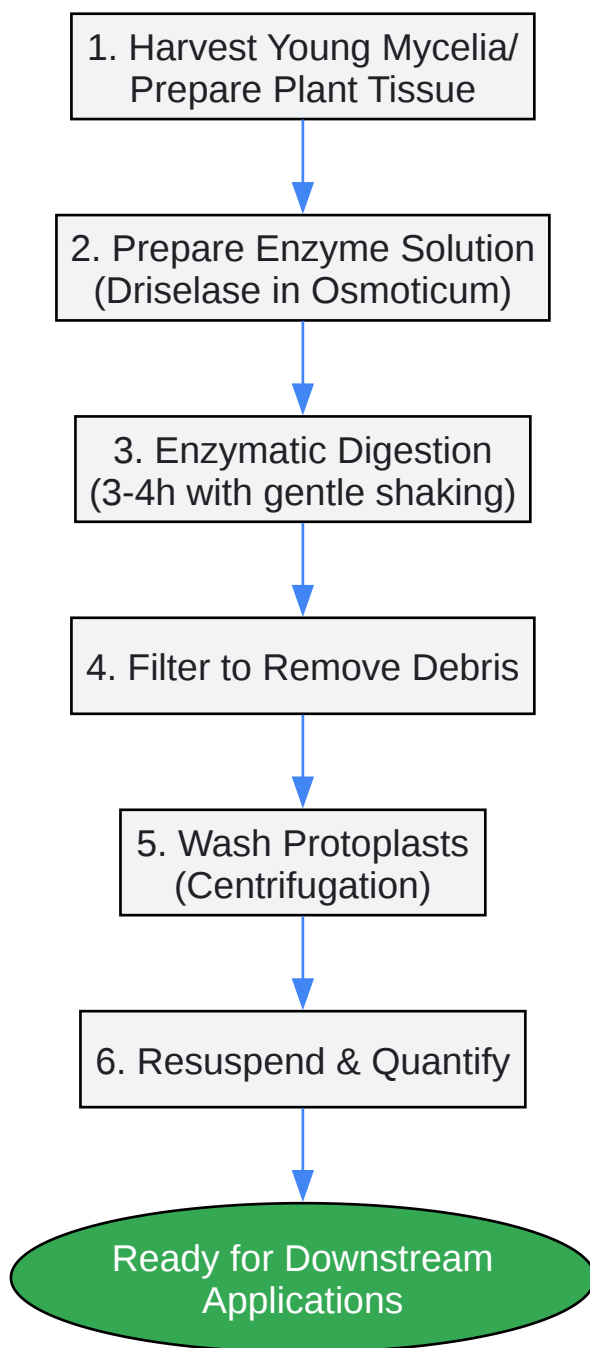 1. Harvest Young Mycelia/
Prepare Plant Tissue
2. Prepare Enzyme Solution
(Driselase in Osmoticum)
3. Enzymatic Digestion
(3-4h with gentle shaking)
4. Filter to Remove Debris
5. Wash Protoplasts
(Centrifugation)
6. Resuspend & Quantify
Ready for Downstream
Applications